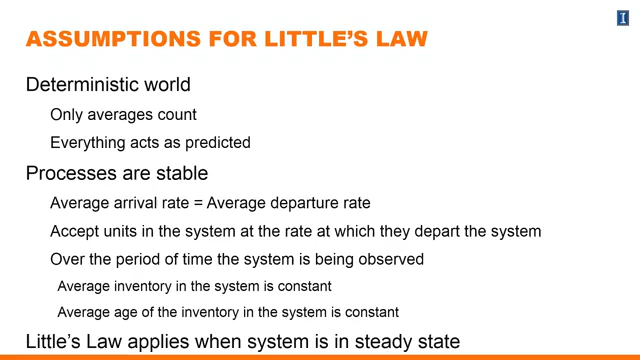 ASSUMPTIONS FOR LITTLE'S LAW
Deterministic world
Only averages count
Everything acts as predicted
Processes are stable
Average arrival rate = Average departure rate
Accept units in the system at the rate at which they depart the system
Over the period of time the system is being observed
Average inventory in the system is constant
Average age of the inventory in the system is constant
Little's Law applies when system is in steady state